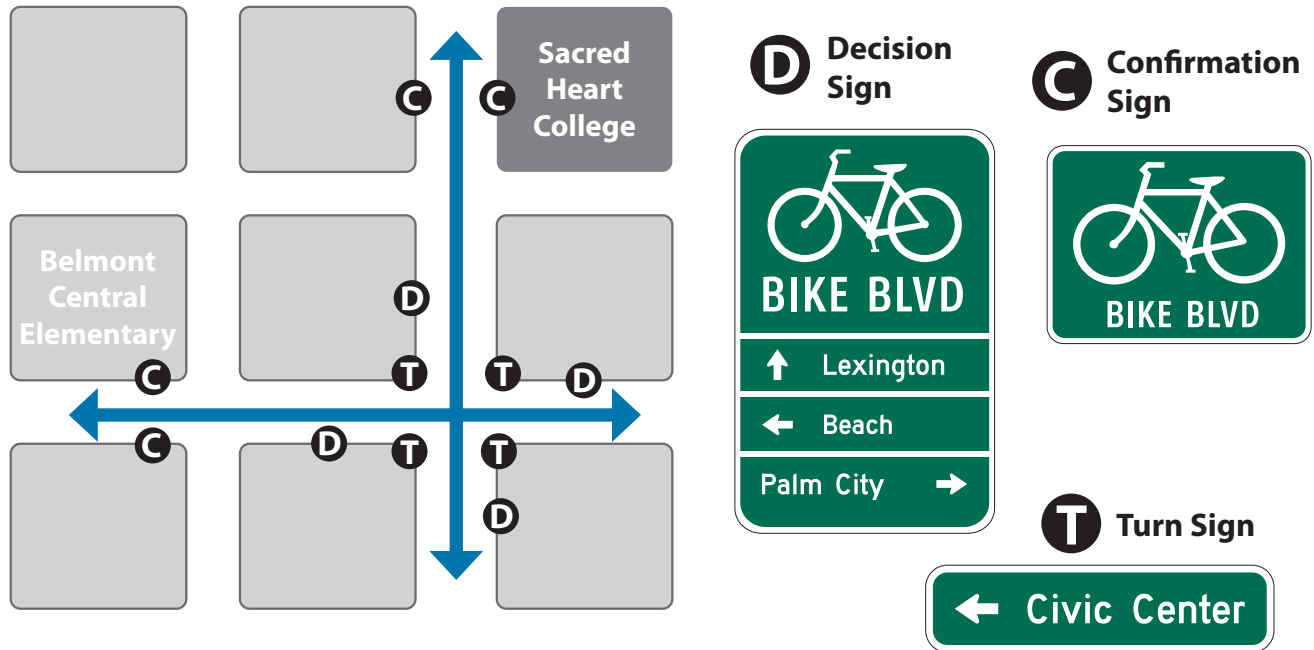 Sacred
Heart
College
C
C
Belmont
Central
Elementary
D
T
T
D
C
C
D
T
T
D
D
Decision
Sign
BIKE BLVD
↑ Lexington
← Beach
Palm City →
C
Confirmation
Sign
BIKE BLVD
T
Turn Sign
← Civic Center